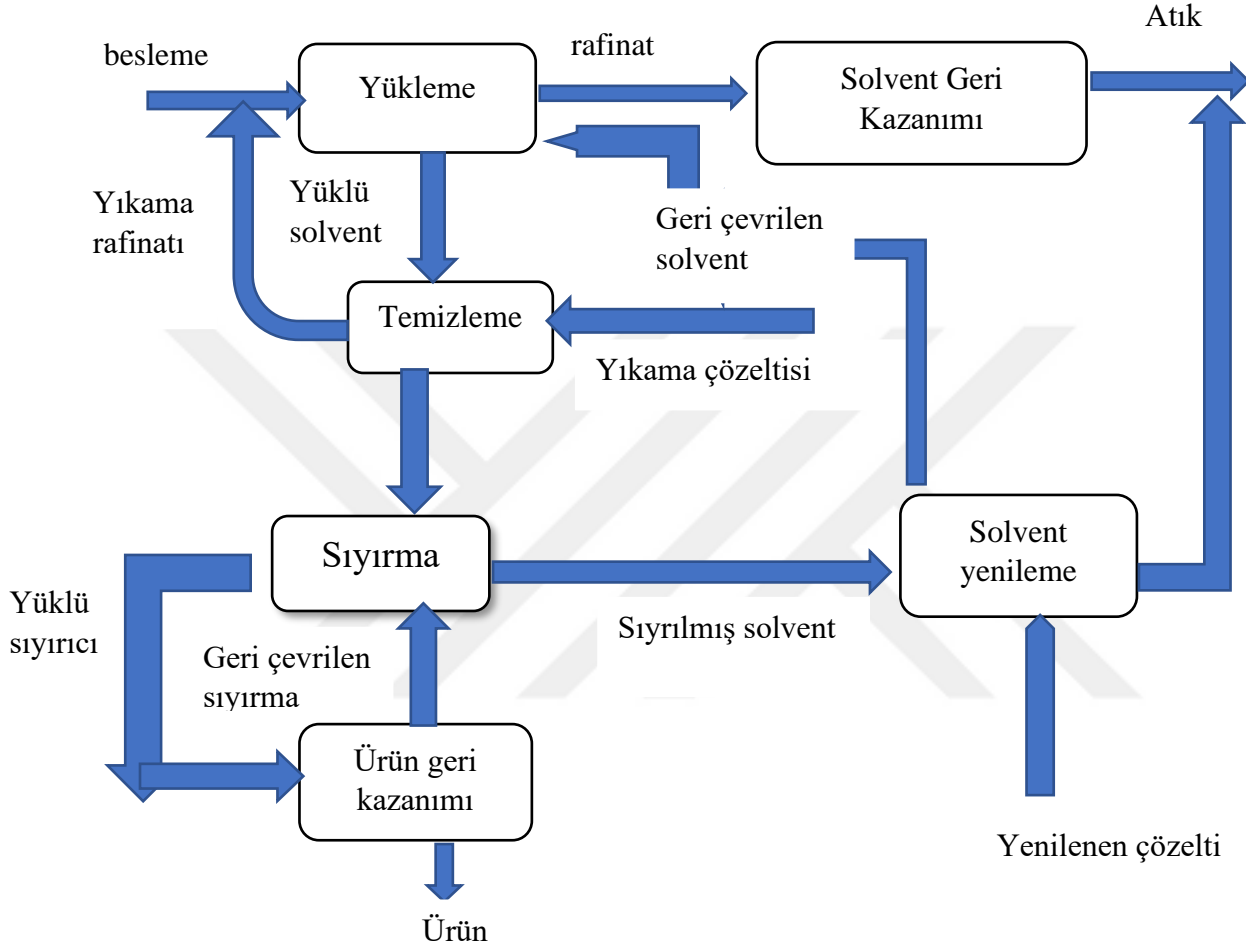 Atık
besleme
rafinat
Yükleme
Solvent Geri
Kazanımı
Yıkama
rafinatı
Yüklü
solvent
Geri çevrilen
solvent
Temizleme
Yıkama çözeltisi
Sıyırma
Solvent
yenileme
Yüklü
sıyırıcı
Sıyrılmış solvent
Geri çevrilen
sıyırma
Ürün geri
kazanımı
Yenilenen çözelti
Ürün